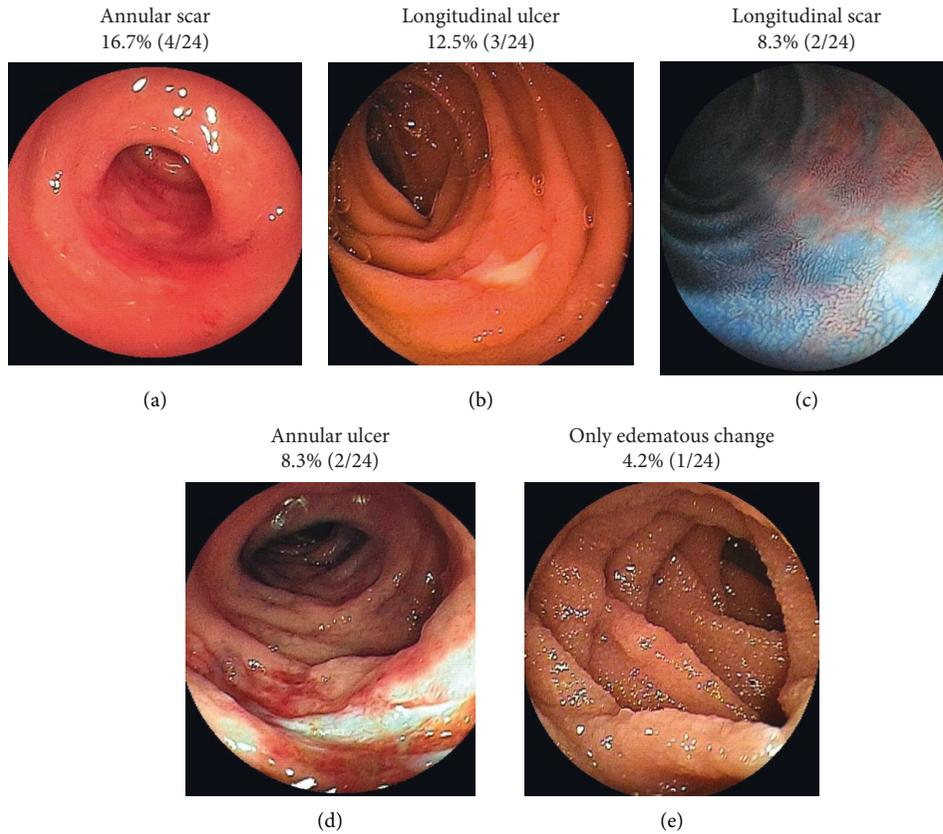 Annular scar
16.7% (4/24)
Longitudinal ulcer
12.5% (3/24)
Longitudinal scar
8.3% (2/24)
(a)
(b)
(c)
Annular ulcer
8.3% (2/24)
Only edematous change
4.2% (1/24)
(d)
(e)